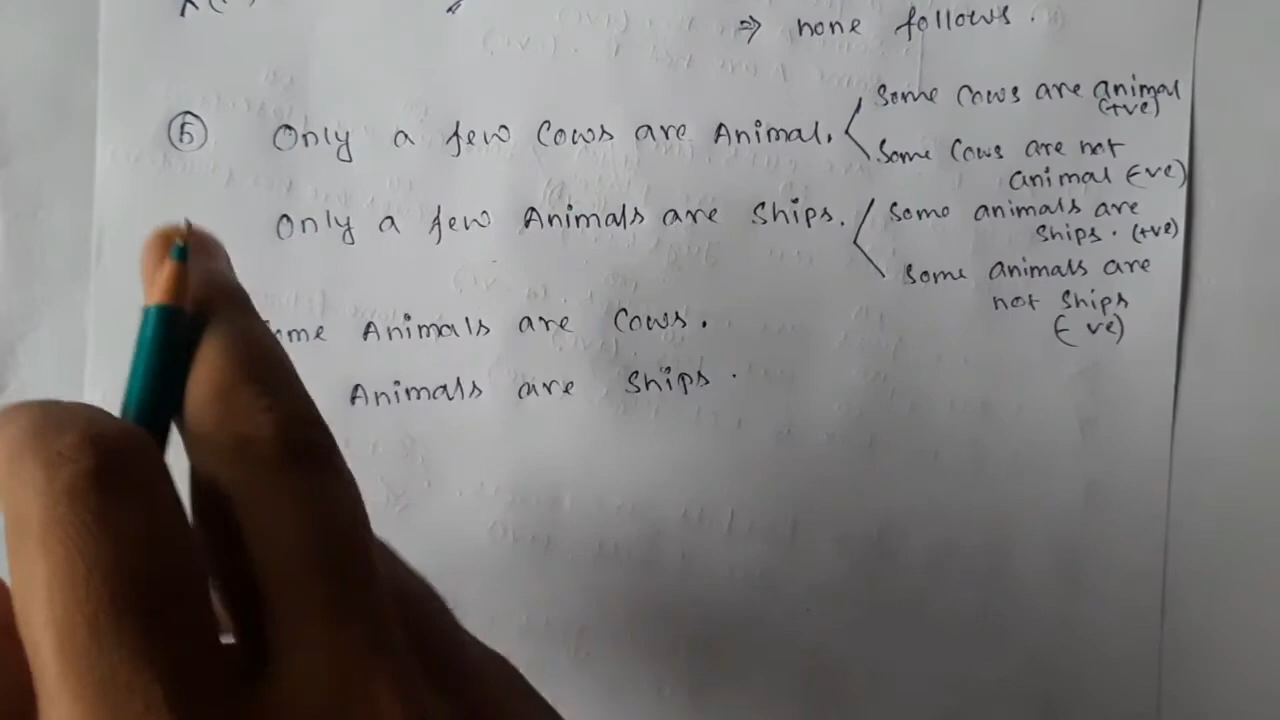 ⇒ none follows.
⑤ Only a few Cows are Animal.
Some Cows are animal (+ve)
Some Cows are not animal (-ve)
Only a few Animals are Ships.
Some animals are ships. (+ve)
Some animals are not Ships (-ve)
Animals are Cows.
Animals are Ships.